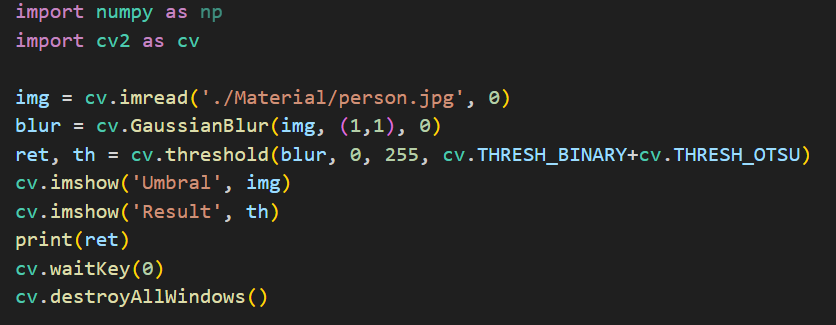 import numpy as np
import cv2 as cv
img = cv.imread('./Material/person.jpg', 0)
blur = cv.GaussianBlur(img, (1,1), 0)
ret, th = cv.threshold(blur, 0, 255, cv.THRESH_BINARY+cv.THRESH_OTSU)
cv.imshow('Umbral', img)
cv.imshow('Result', th)
print(ret)
cv.waitKey(0)
cv.destroyAllWindows()